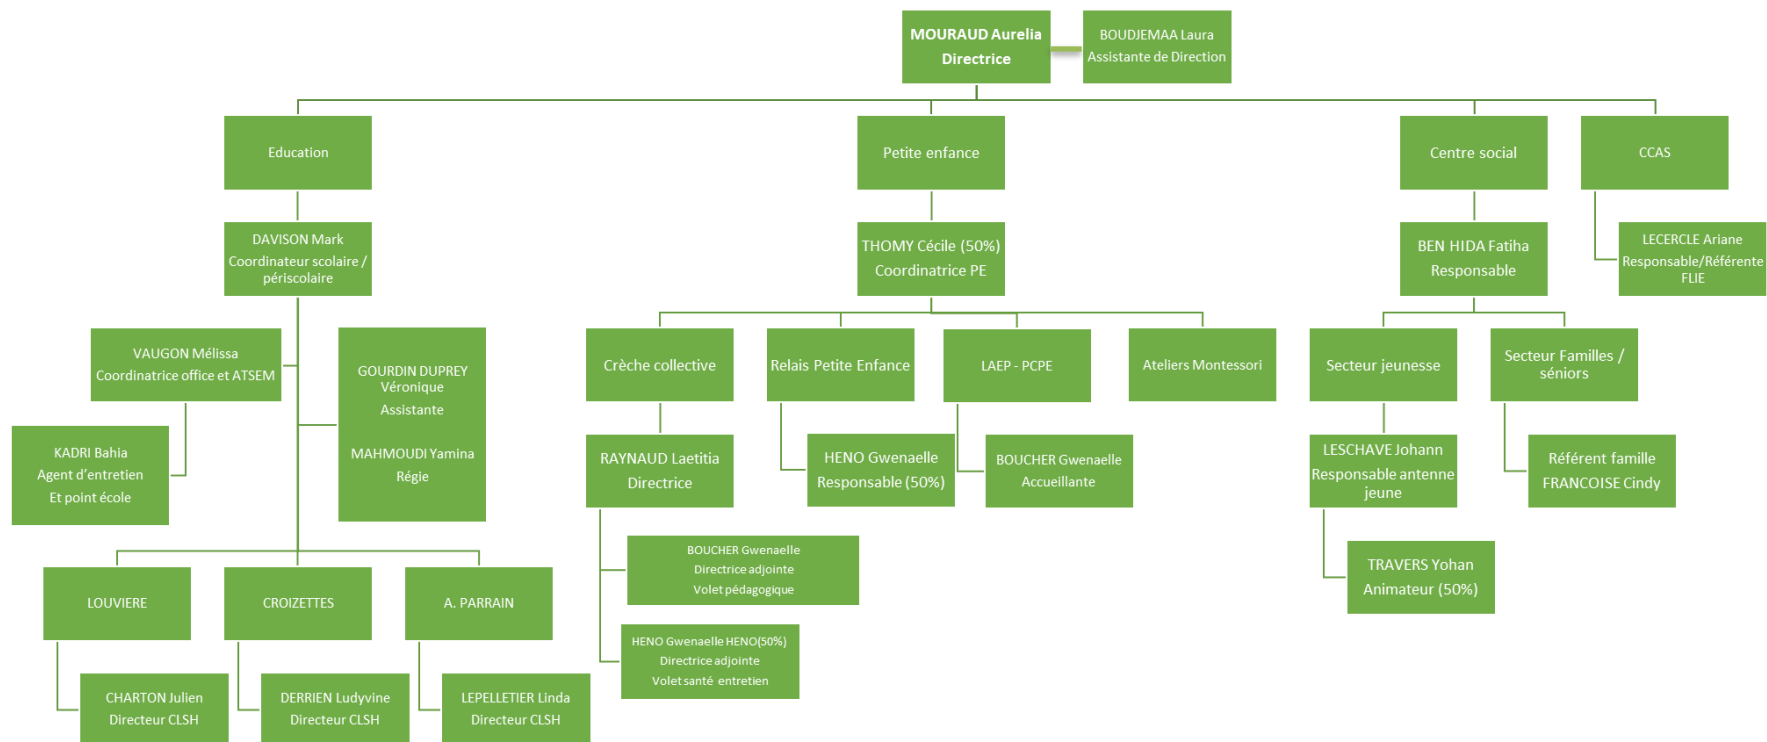 MOURAUD Aurelia
Directrice
BOUDJEMAA Laura
Assistante de Direction
Education
Petite enfance
Centre social
CCAS
DAVISON Mark
Coordinateur scolaire /
périscolaire
THOMY Cécile (50%)
Coordinatrice PE
BEN HIDA Fatiha
Responsable
LECERCLE Ariane
Responsable/Référente
FLIE
VAUGON Mélissa
Coordinatrice office et ATSEM
GOURDIN DUPREY
Véronique
Assistante
MAHMOUDI Yamina
Régie
KADRI Bahia
Agent d'entretien
Et point école
Crèche collective
Relais Petite Enfance
LAEP - PCPE
Ateliers Montessori
Secteur jeunesse
Secteur Familles /
séniors
RAYNAUD Laetitia
Directrice
HENO Gwenaelle
Responsable (50%)
BOUCHER Gwenaelle
Accueillante
LESCHAVE Johann
Responsable antenne
jeune
Référent famille
FRANCOISE Cindy
BOUCHER Gwenaelle
Directrice adjointe
Volet pédagogique
HENO Gwenaelle HENO(50%)
Directrice adjointe
Volet santé entretien
TRAVERS Yohan
Animateur (50%)
LOUVIERE
CROIZETTES
A. PARRAIN
CHARTON Julien
Directeur CLSH
DERRIEN Ludyvine
Directeur CLSH
LEPELLETIER Linda
Directeur CLSH